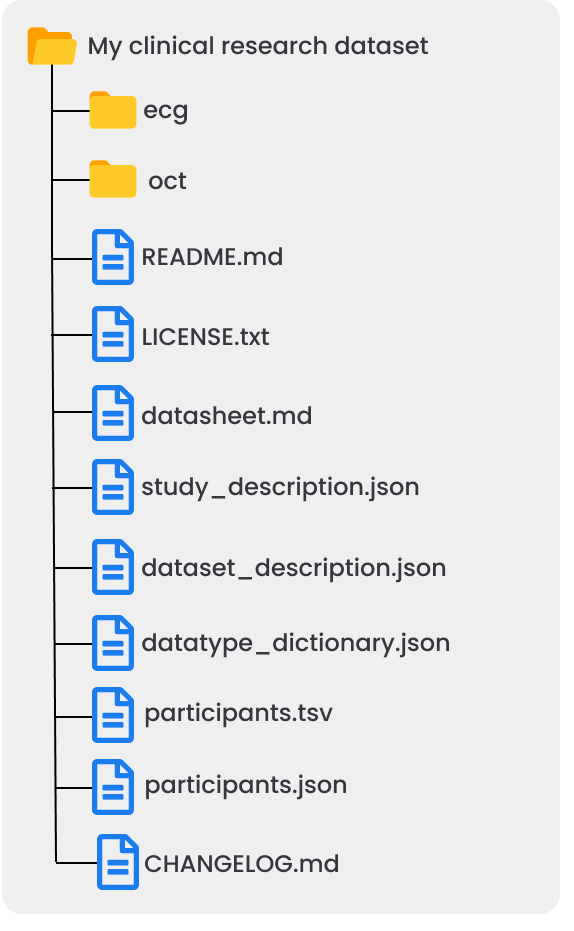 My clinical research dataset
ecg
oct
README.md
LICENSE.txt
datasheet.md
study_description.json
dataset_description.json
datatype_dictionary.json
participants.tsv
participants.json
CHANGELOG.md